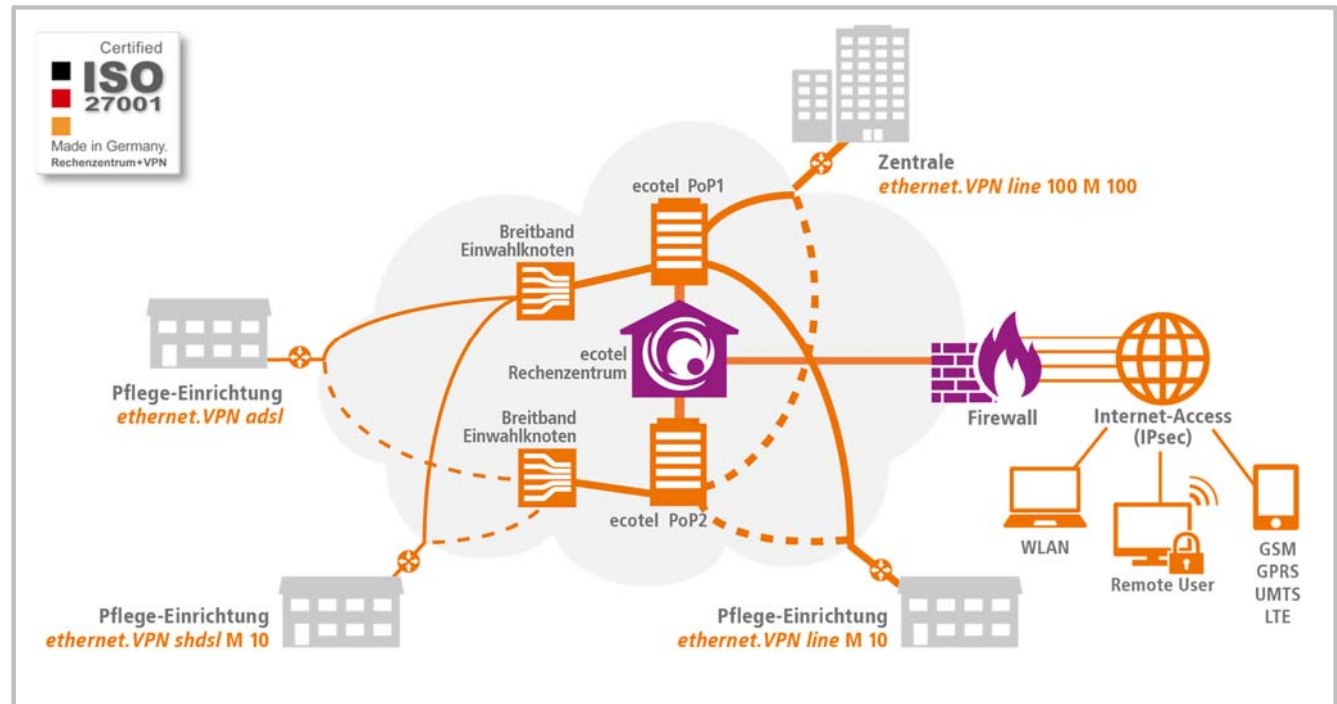 Certified
ISO
27001
Made in Germany.
Rechenzentrum+VPN
Zentrale
ethernet.VPN line 100 M 100
ecotel PoP1
Breitband
Einwahlknoten
ecotel
Rechenzentrum
Pflege-Einrichtung
ethernet.VPN adsl
Firewall
Internet-Access
(IPsec)
Breitband
Einwahlknoten
ecotel PoP2
WLAN
Remote User
GSM
GPRS
UMTS
LTE
Pflege-Einrichtung
ethernet.VPN shdsl M 10
Pflege-Einrichtung
ethernet.VPN line M 10